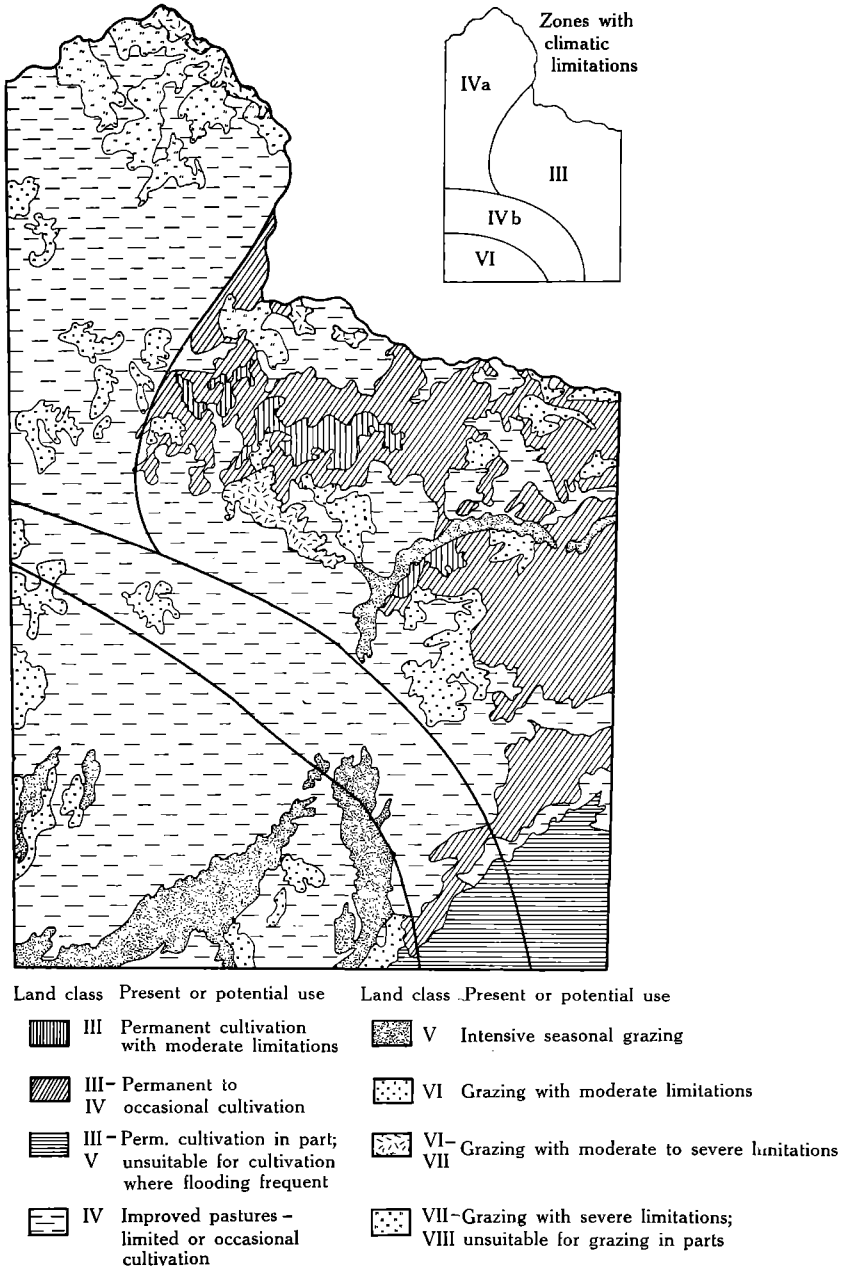 Zones with
climatic
limitations
IVa
III
IVb
VI
Land class Present or potential use
III Permanent cultivation
with moderate limitations
III- Permanent to
IV occasional cultivation
III- Perm. cultivation in part;
V unsuitable for cultivation
where flooding frequent
IV Improved pastures -
limited or occasional
cultivation
Land class Present or potential use
V Intensive seasonal grazing
VI Grazing with moderate limitations
VI-
VII Grazing with moderate to severe limitations
VII- Grazing with severe limitations;
VIII unsuitable for grazing in parts